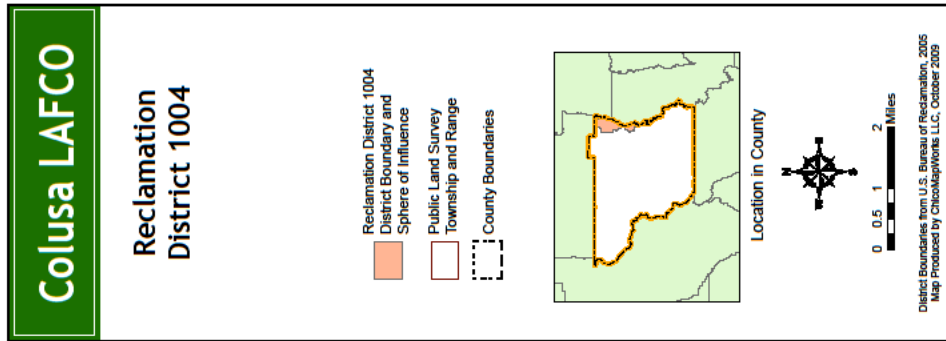 Colusa LAFCO
Reclamation
District 1004
Reclamation District 1004
District Boundary and
Sphere of Influence
Public Land Survey
Township and Range
County Boundaries
Location in County
N
W
E
S
0 0.5 1 2
Miles
District Boundaries from U.S. Bureau of Reclamation, 2005
Map Produced by ChicoMapWorks LLC, October 2009